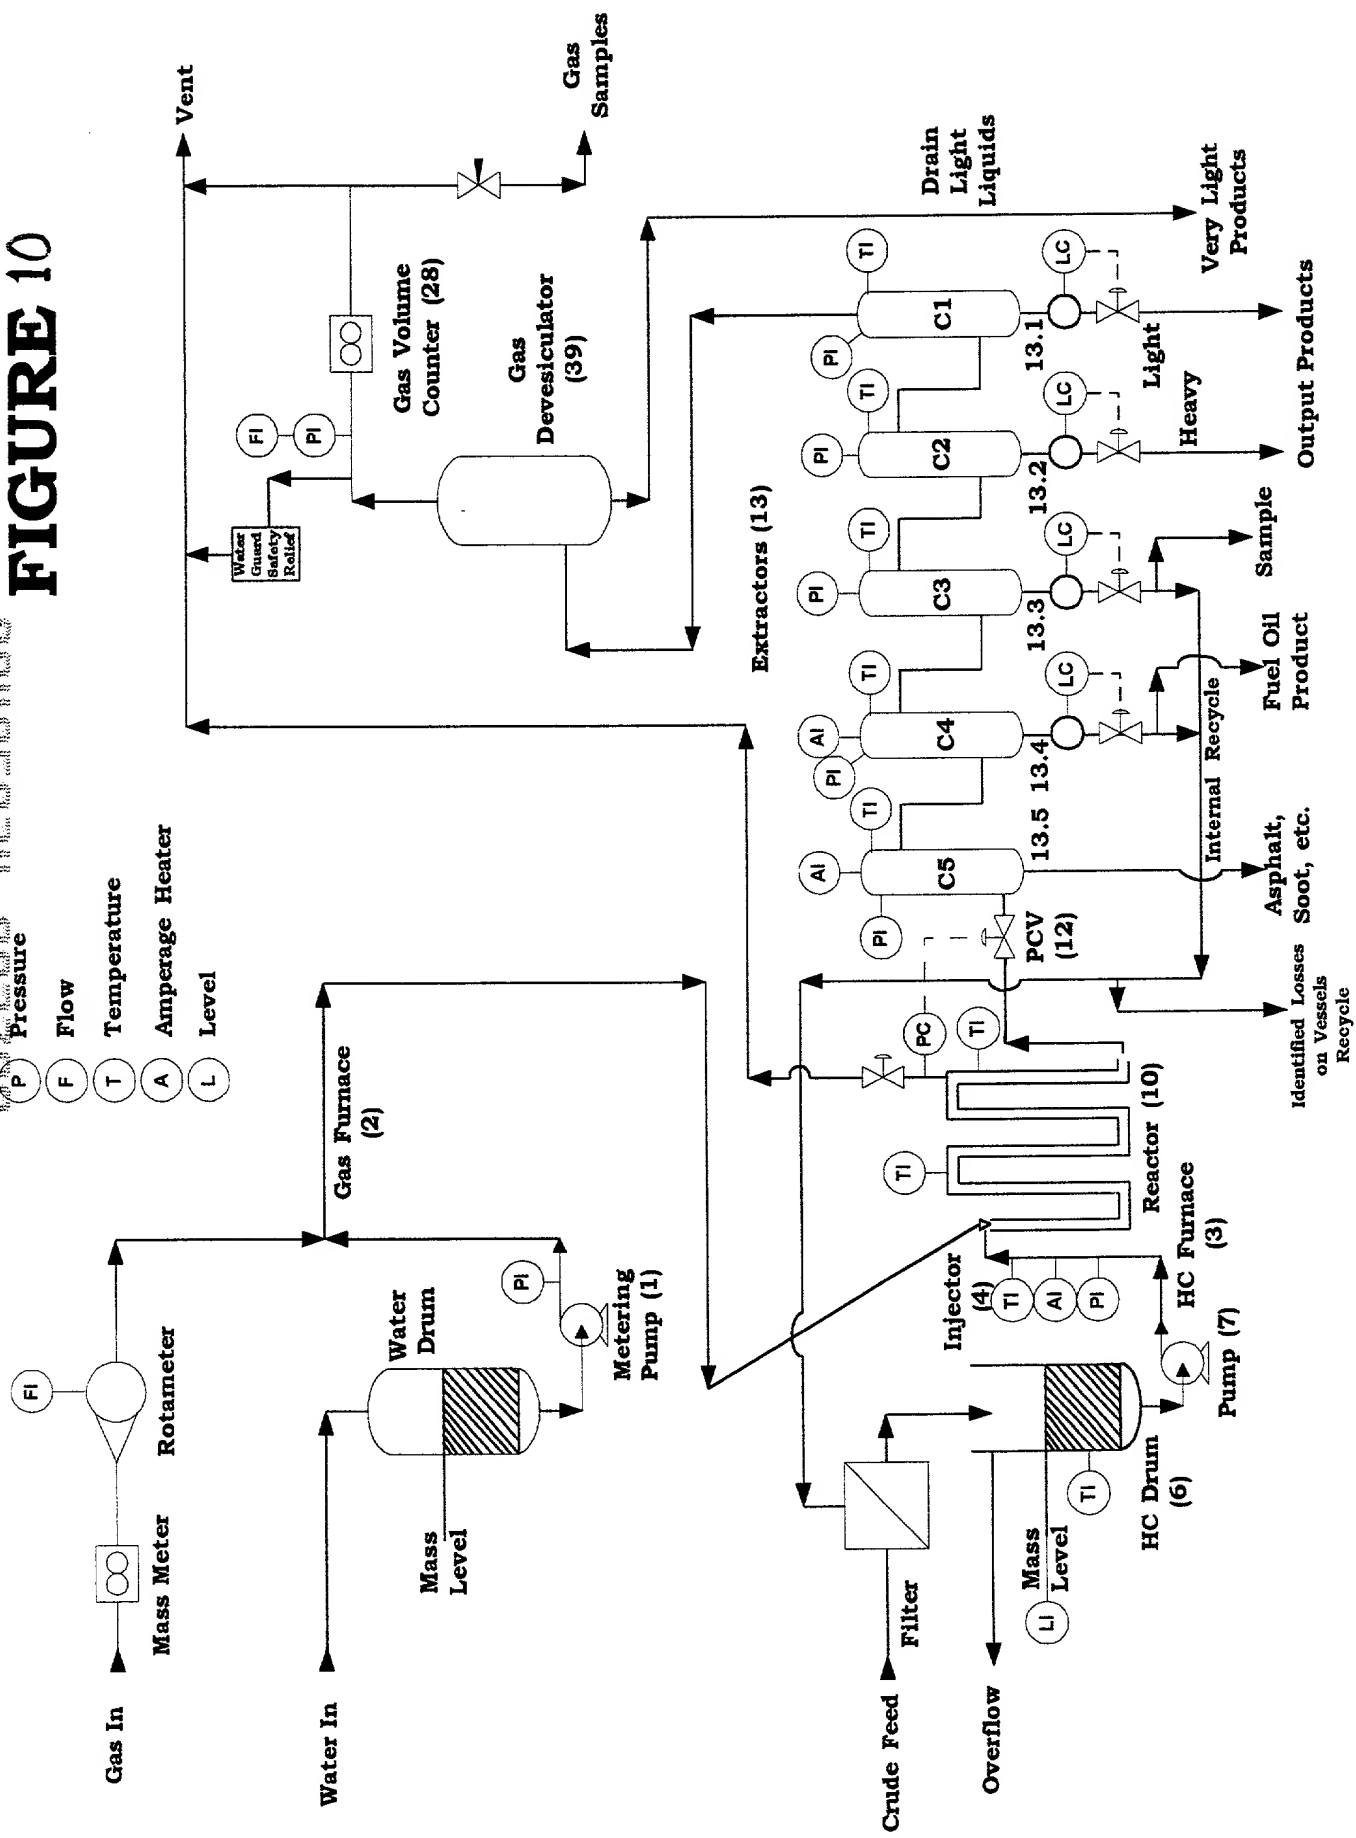 FIGURE 10
P Pressure
F Flow
T Temperature
A Amperage Heater
L Level
Gas In
Mass Meter
FI
Rotameter
Water In
Mass
Level
Water
Drum
PI
Metering
Pump (1)
Gas Furnace
(2)
Vent
Water
Guard
Safety
Relief
FI
PI
Gas Volume
Counter (28)
Gas
Samples
Gas
Devesiculator
(39)
Drain
Light
Liquids
Very Light
Products
Extractors (13)
Crude Feed
Filter
Overflow
Mass
Level
LI
TI
HC Drum
(6)
Pump (7)
Injector
(4)
TI
AI
PI
HC Furnace
(3)
Reactor (10)
TI
TI
PC
PCV
(12)
PI
AI
TI
C5
13.5
PI
AI
TI
C4
13.4
LC
PI
TI
C3
13.3
LC
PI
TI
C2
13.2
LC
PI
TI
C1
13.1
LC
Light
Heavy
Output Products
Sample
Fuel Oil
Product
Internal Recycle
Asphalt,
Soot, etc.
Identified Losses
on Vessels
Recycle